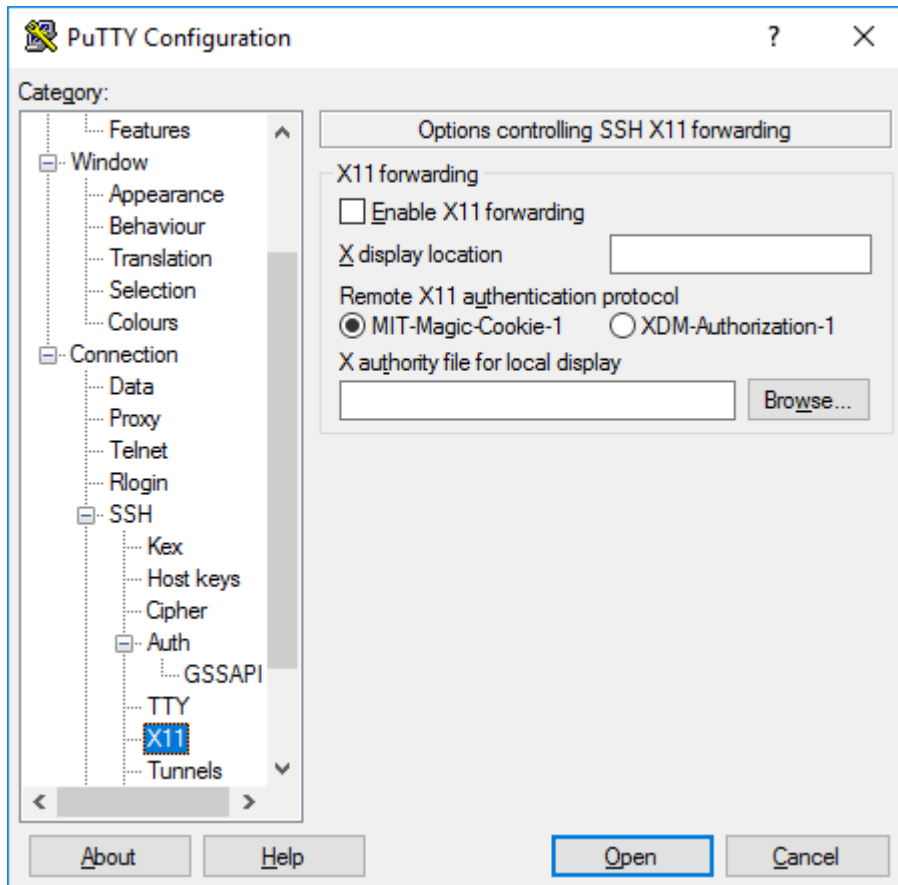 PuTTY Configuration
?
Category:
Features
Window
Appearance
Behaviour
Translation
Selection
Colours
Connection
Data
Proxy
Telnet
Rlogin
SSH
Kex
Host keys
Cipher
Auth
GSSAPI
TTY
X11
Tunnels
Options controlling SSH X11 forwarding
X11 forwarding
Enable X11 forwarding
X display location
Remote X11 authentication protocol
MIT-Magic-Cookie-1 XDM-Authorization-1
X authority file for local display
Browse...
About Help Open Cancel